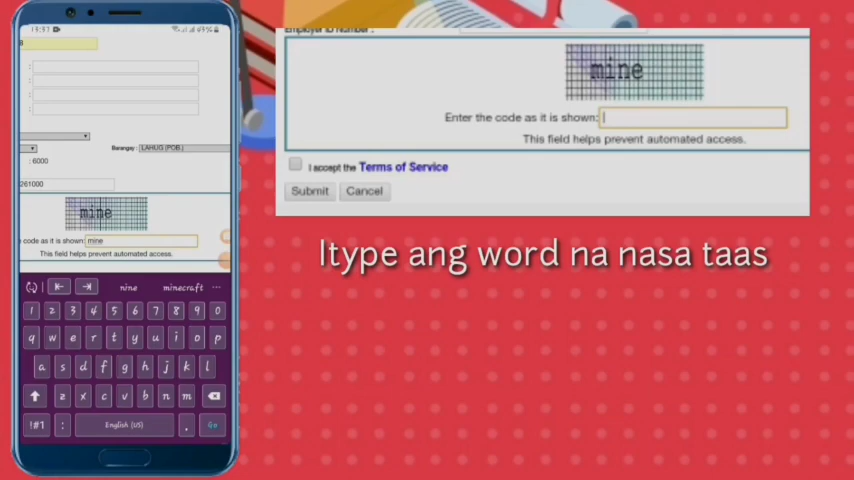 13:37
: 
:
:
:
Barangay : LAHUG (POB.)
: 6000
261000
mine
code as it is shown: mine
This field helps prevent automated access.
nine minecraft ...
1 2 3 4 5 6 7 8 9 0
q w e r t y u i o p
a s d f g h j k l
z x c v b n m
!#1 : English (US) . Go
Employer ID Number :
mine
Enter the code as it is shown:
This field helps prevent automated access.
I accept the Terms of Service
Submit Cancel
Itype ang word na nasa taas